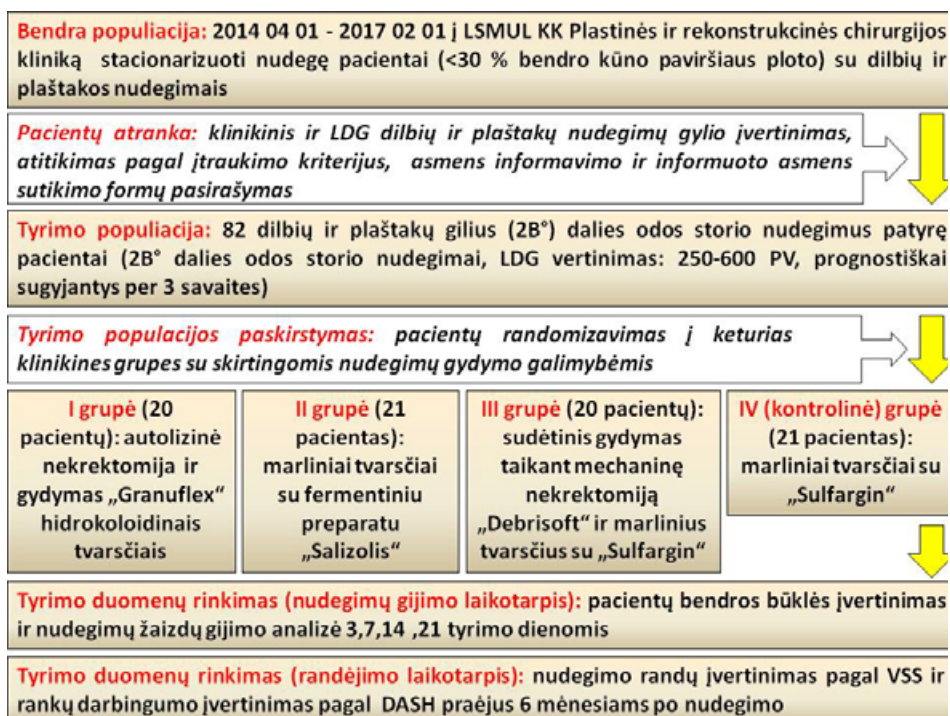 Bendra populiacija: 2014 04 01 - 2017 02 01 į LSMUL KK Plastinės ir rekonstrukcinės chirurgijos
kliniką stacionarizuoti nudegę pacientai (<30 % bendro kūno paviršiaus ploto) su dilbių ir
plaštakos nudegimais
Pacientų atranka: klinikinis ir LDG dilbių ir plaštakų nudegimų gylio įvertinimas,
atitikimas pagal įtraukimo kriterijus, asmens informavimo ir informuoto asmens
sutikimo formų pasirašymas
Tyrimo populiacija: 82 dilbių ir plaštakų gilius (2B°) dalies odos storio nudegimus patyrę
pacientai (2B° dalies odos storio nudegimai, LDG vertinimas: 250-600 PV, prognostiškai
sugyjantys per 3 savaites)
Tyrimo populacijos paskirstymas: pacientų randomizavimas į keturias
klinikines grupes su skirtingomis nudegimų gydymo galimybėmis
I grupė (20
pacientų): autolizinė
nekrektomija ir
gydymas „Granuflex“
hidrokoloidinais
tvarsčiais
II grupė (21
pacientas):
marliniai tvarsčiai
su fermentiniu
preparatu
„Salizolis“
III grupė (20 pacientų):
sudėtinis gydymas
taikant mechaninę
nekrektomiją
„Debrisoft“ ir marlinius
tvarsčius su „Sulfargin“
IV (kontrolinė) grupė
(21 pacientas):
marliniai tvarsčiai su
„Sulfargin“
Tyrimo duomenų rinkimas (nudegimų gijimo laikotarpis): pacientų bendros būklės įvertinimas
ir nudegimų žaizdų gijimo analizė 3,7,14 ,21 tyrimo dienomis
Tyrimo duomenų rinkimas (randėjimo laikotarpis): nudegimo randų įvertinimas pagal VSS ir
rankų darbingumo įvertinimas pagal DASH praėjus 6 mėnesiams po nudegimo